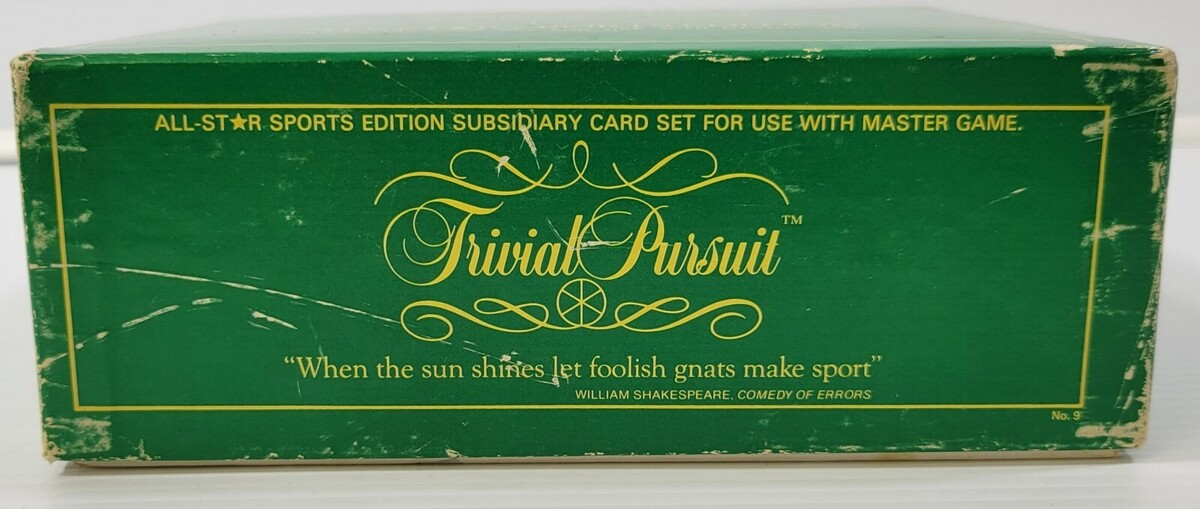 ALL-ST★R SPORTS EDITION SUBSIDIARY CARD SET FOR USE WITH MASTER GAME.
Trivial Pursuit™
“When the sun shines let foolish gnats make sport”
WILLIAM SHAKESPEARE, COMEDY OF ERRORS
No. 9